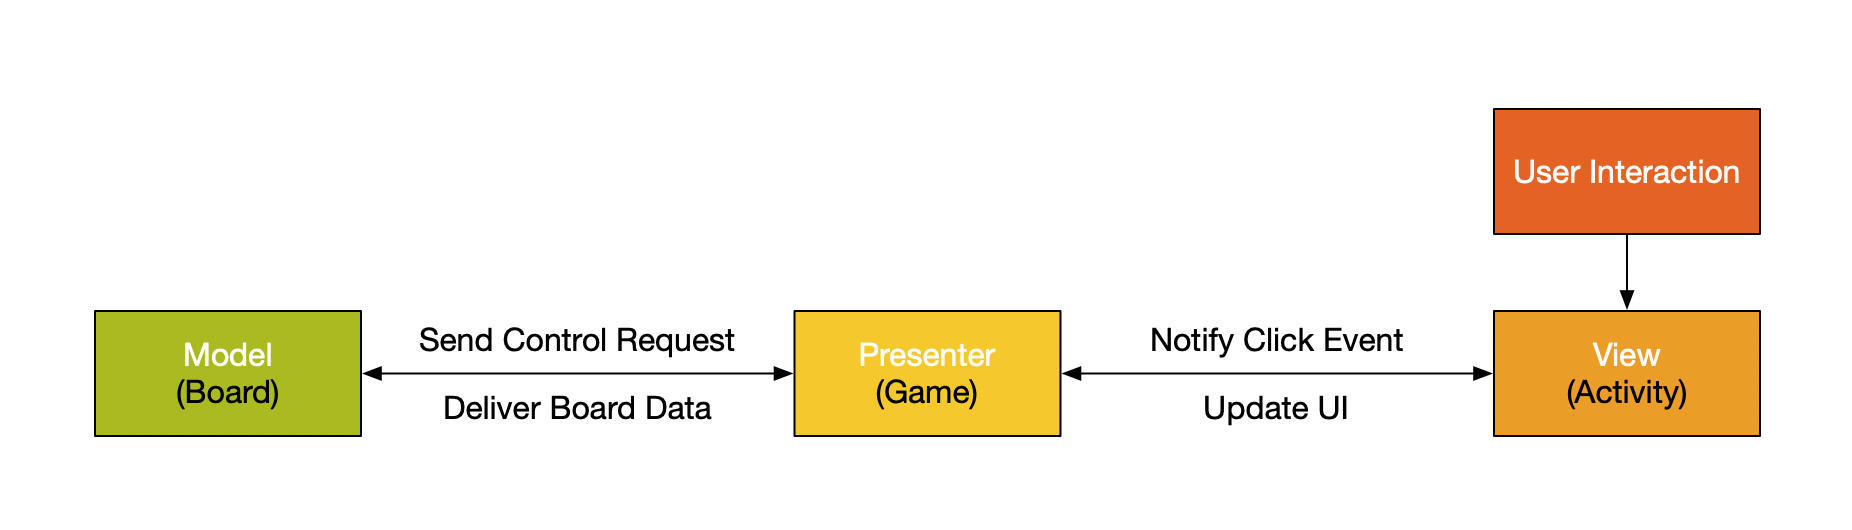 User Interaction
Model
(Board)
Send Control Request
Deliver Board Data
Presenter
(Game)
Notify Click Event
Update UI
View
(Activity)